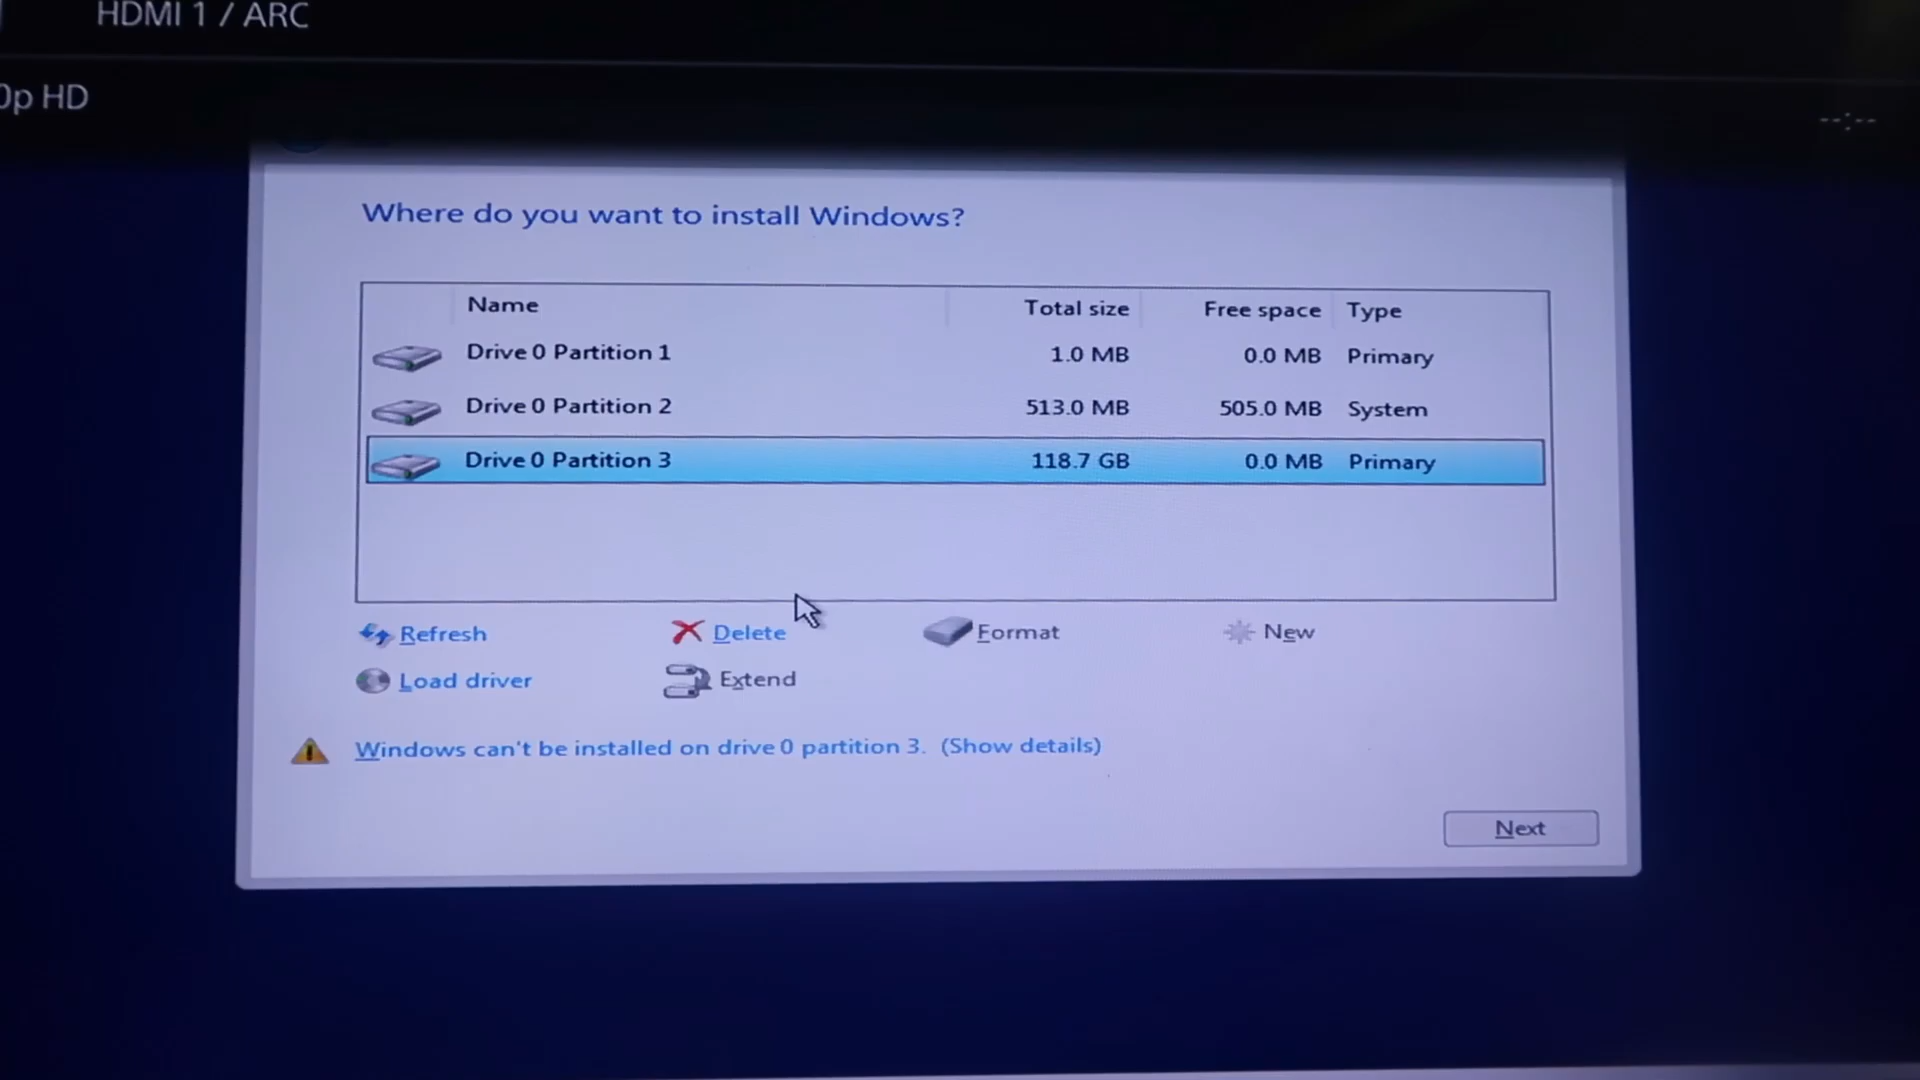 HDMI 1 / ARC
0p HD
--:--
Where do you want to install Windows?
Name Total size Free space Type
Drive 0 Partition 1 1.0 MB 0.0 MB Primary
Drive 0 Partition 2 513.0 MB 505.0 MB System
Drive 0 Partition 3 118.7 GB 0.0 MB Primary
Refresh Delete Format New
Load driver Extend
Windows can't be installed on drive 0 partition 3. (Show details)
Next